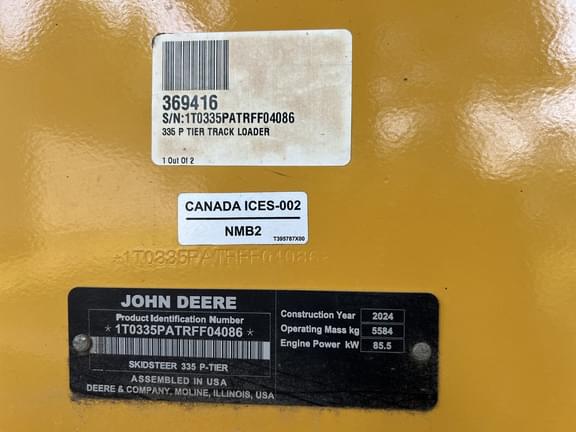 369416
S/N:1T0335PATRFF04086
335 P TIER TRACK LOADER
1 Out Of 2
CANADA ICES-002
NMB2
T395787X00
*1T0335PATRFF04086*
JOHN DEERE
Product Identification Number
* 1T0335PATRFF04086 *
SKIDSTEER 335 P-TIER
ASSEMBLED IN USA
DEERE & COMPANY, MOLINE, ILLINOIS, USA
Construction Year 2024
Operating Mass kg 5584
Engine Power kW 85.5